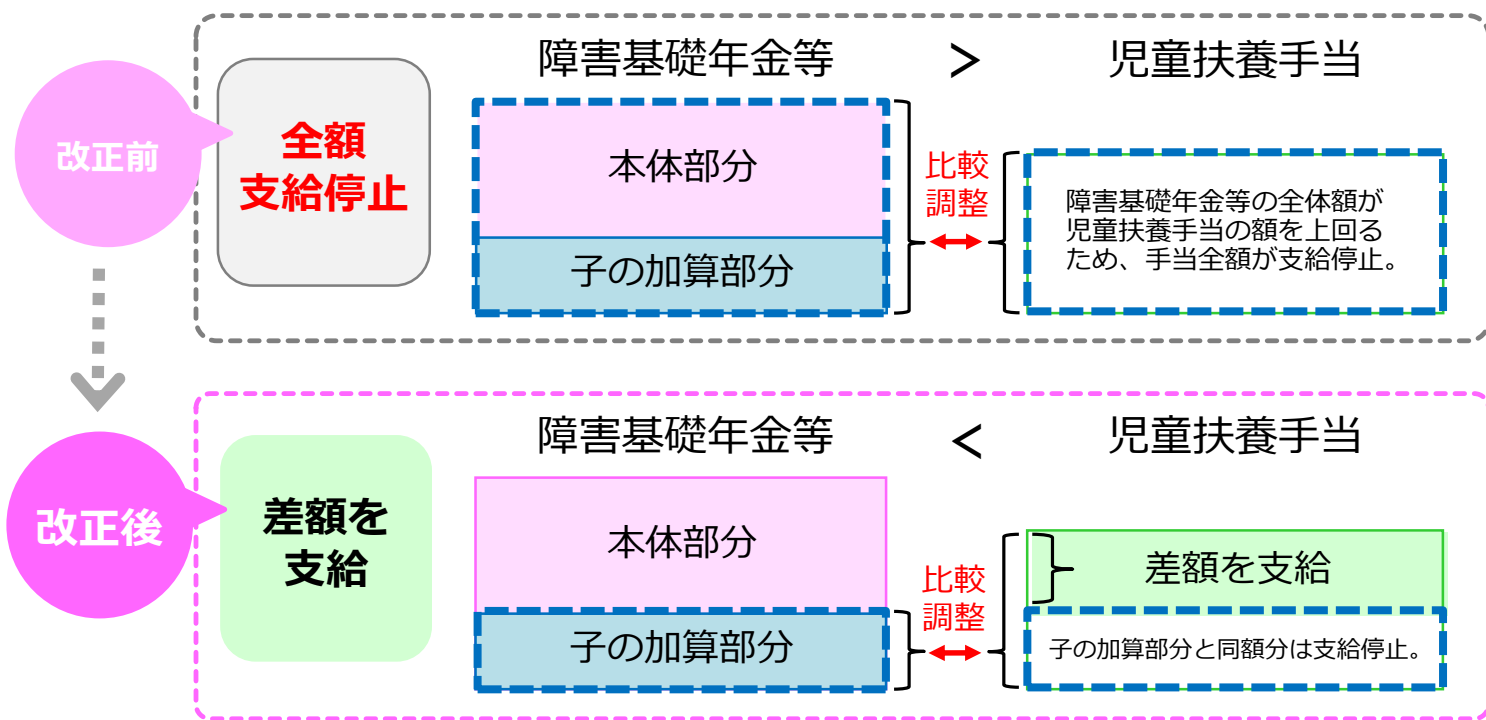 改正前
全額
支給停止
障害基礎年金等 > 児童扶養手当
本体部分
子の加算部分
比較
調整
障害基礎年金等の全体額が
児童扶養手当の額を上回る
ため、手当全額が支給停止。
改正後
差額を
支給
障害基礎年金等 < 児童扶養手当
本体部分
子の加算部分
比較
調整
差額を支給
子の加算部分と同額分は支給停止。